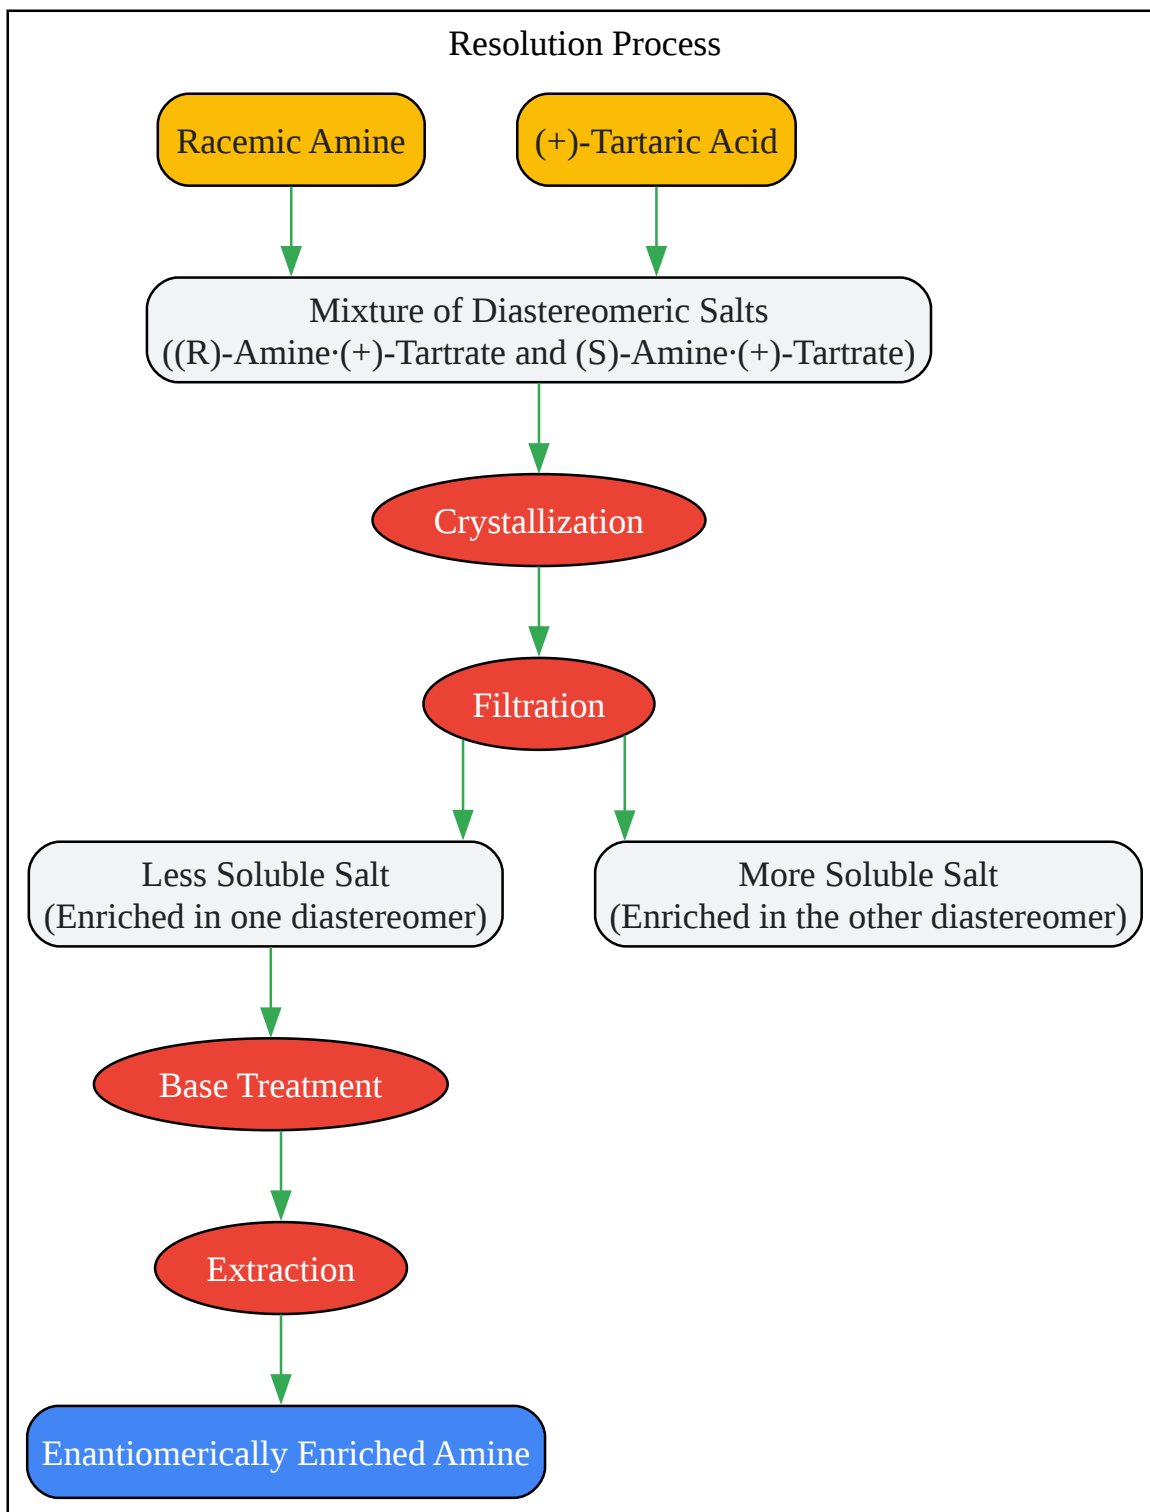 Resolution Process
Racemic Amine
(+)-Tartaric Acid
Mixture of Diastereomeric Salts
((R)-Amine·(+)-Tartrate and (S)-Amine·(+)-Tartrate)
Crystallization
Filtration
Less Soluble Salt
(Enriched in one diastereomer)
More Soluble Salt
(Enriched in the other diastereomer)
Base Treatment
Extraction
Enantiomerically Enriched Amine